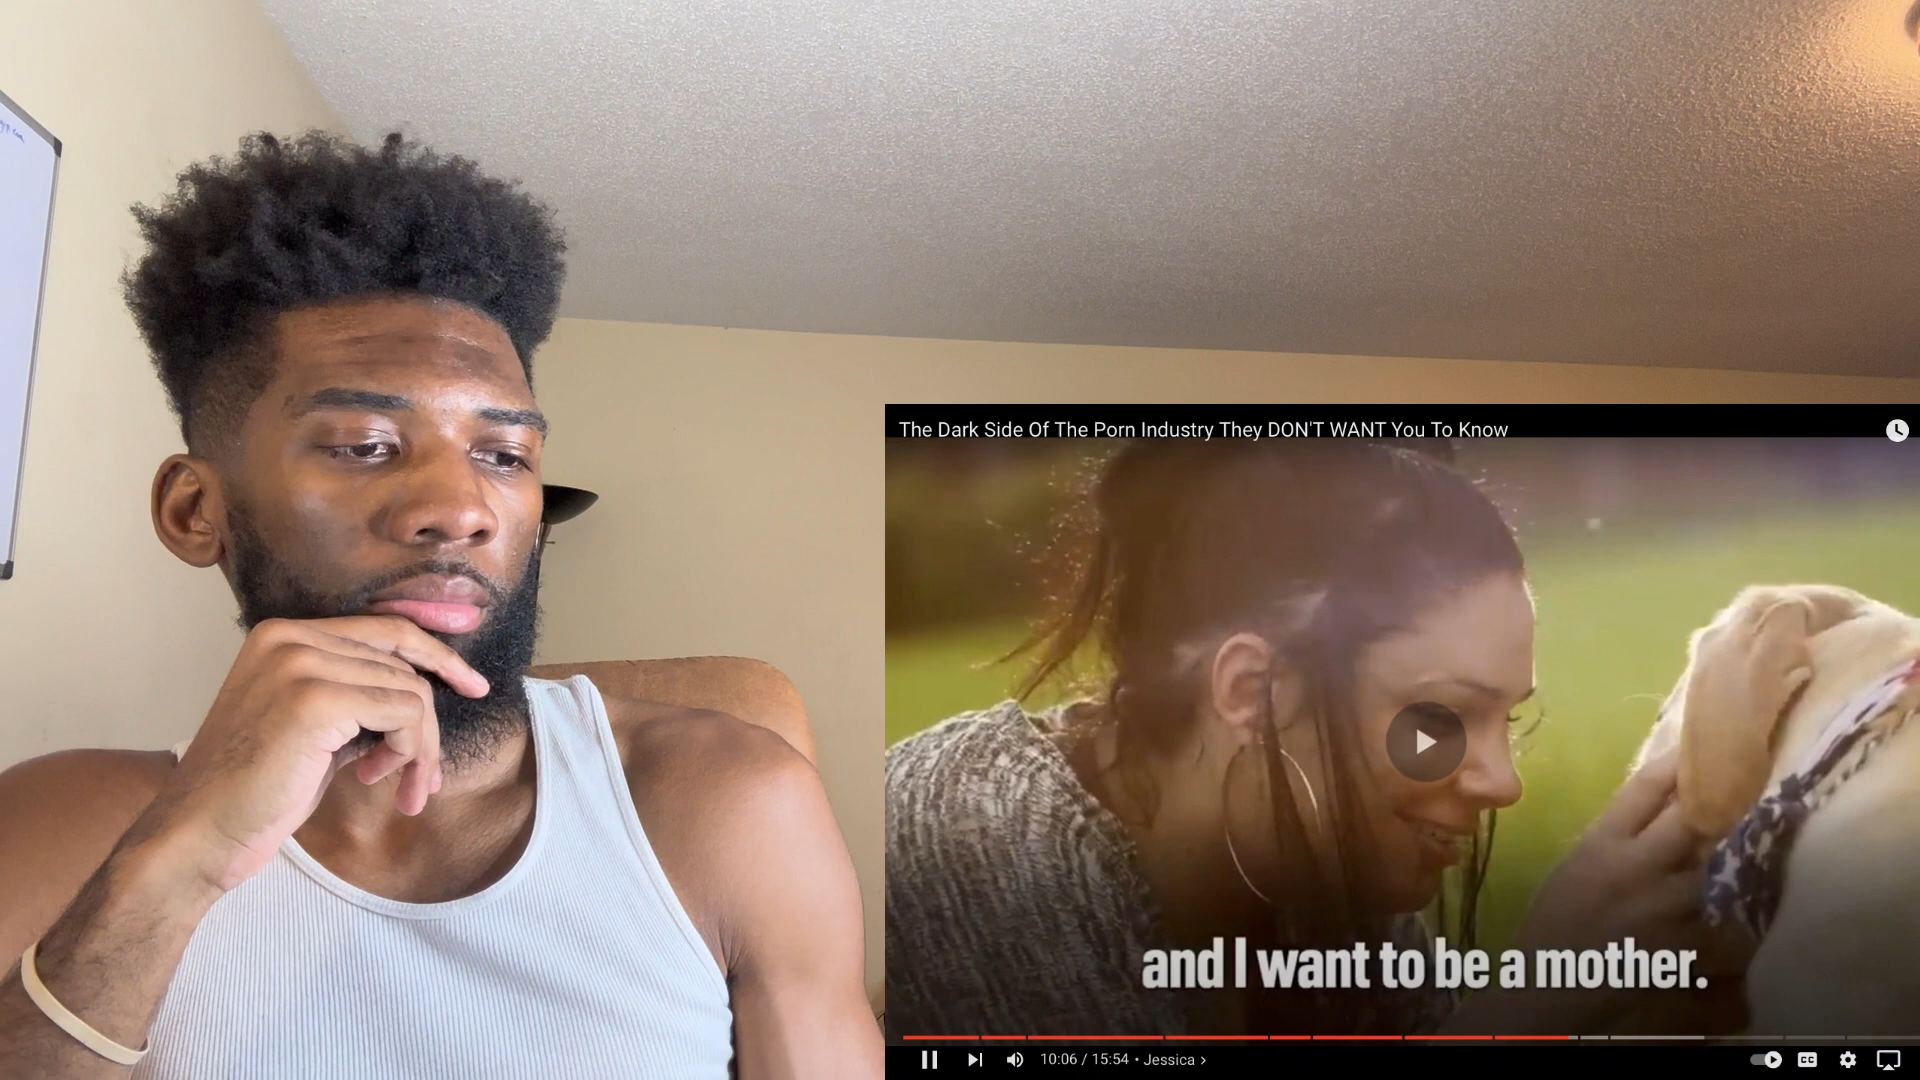 The Dark Side Of The Porn Industry They DON'T WANT You To Know
and I want to be a mother.
10:06 / 15:54 • Jessica ›
CC